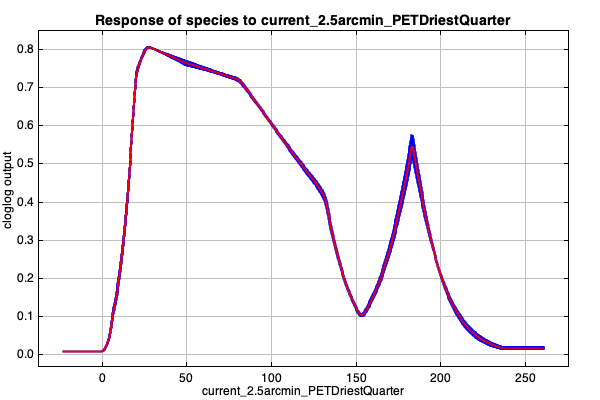 Response of species to current_2.5arcmin_PETDriestQuarter
0.8
0.7
0.6
0.5
0.4
0.3
0.2
0.1
0.0
cloglog output
0 50 100 150 200 250
current_2.5arcmin_PETDriestQuarter